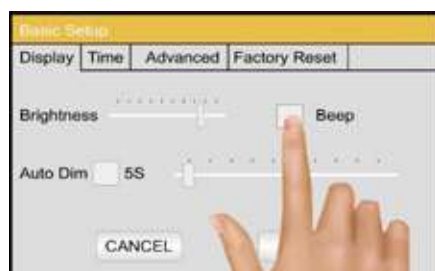 Basic Setup
Display Time Advanced Factory Reset
Brightness Beep
Auto Dim 5S
CANCEL